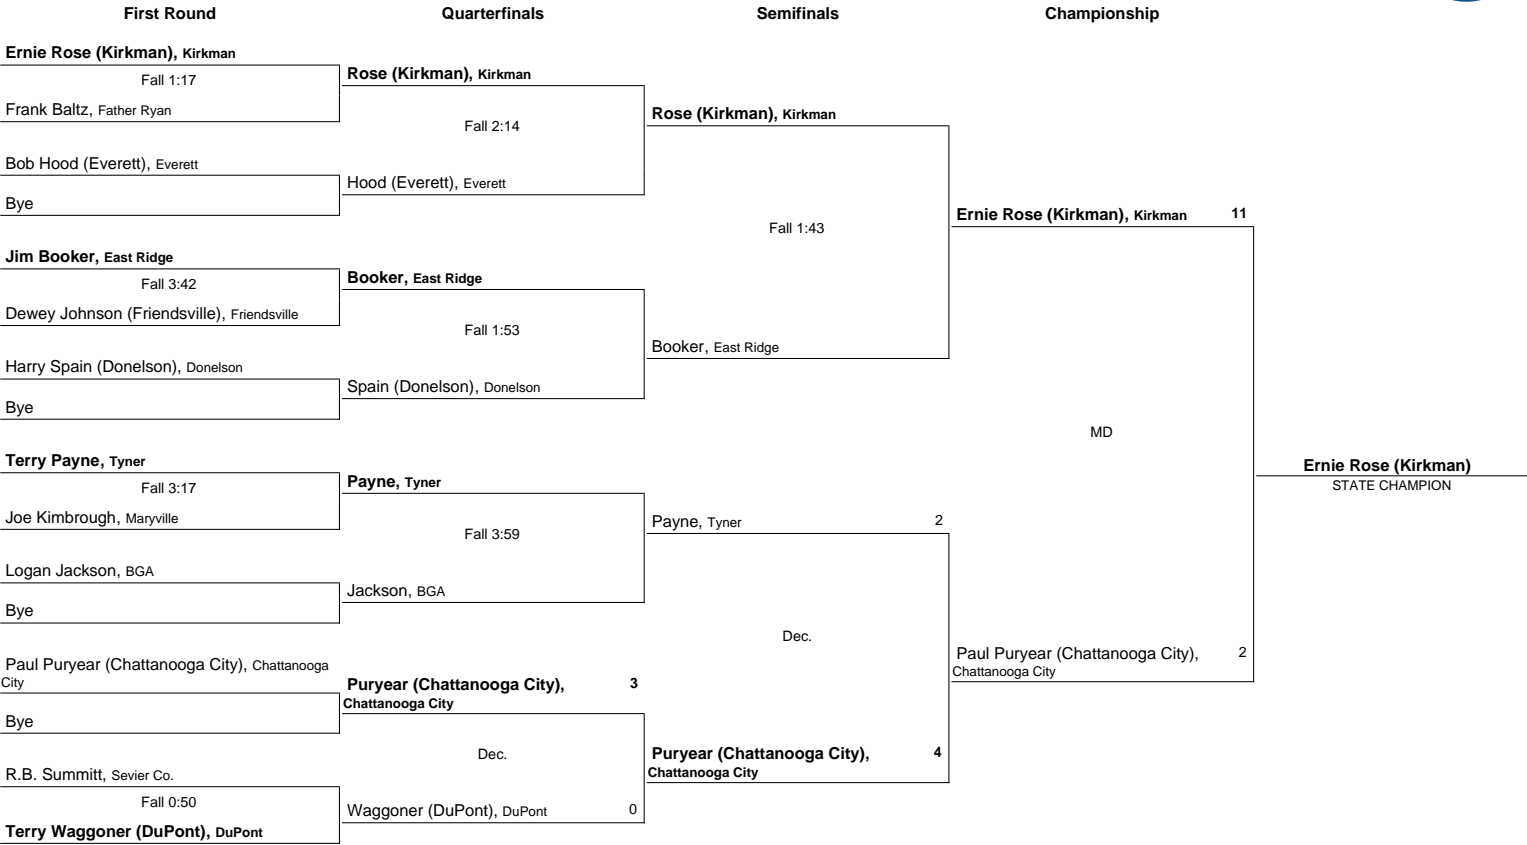 First Round
Quarterfinals
Semifinals
Championship
Ernie Rose (Kirkman), Kirkman
Fall 1:17
Frank Baltz, Father Ryan
Bob Hood (Everett), Everett
Bye
Jim Booker, East Ridge
Fall 3:42
Dewey Johnson (Friendsville), Friendsville
Harry Spain (Donelson), Donelson
Bye
Terry Payne, Tyner
Fall 3:17
Joe Kimbrough, Maryville
Logan Jackson, BGA
Bye
Paul Puryear (Chattanooga City), Chattanooga
City
Bye
R.B. Summitt, Sevier Co.
Fall 0:50
Terry Waggoner (DuPont), DuPont
Rose (Kirkman), Kirkman
Fall 2:14
Hood (Everett), Everett
Booker, East Ridge
Fall 1:53
Spain (Donelson), Donelson
Payne, Tyner
Fall 3:59
Jackson, BGA
Puryear (Chattanooga City), 3
Chattanooga City
Dec.
Waggoner (DuPont), DuPont 0
Rose (Kirkman), Kirkman
Fall 1:43
Booker, East Ridge
Payne, Tyner 2
Dec.
Puryear (Chattanooga City), 4
Chattanooga City
Ernie Rose (Kirkman), Kirkman 11
MD
Paul Puryear (Chattanooga City), 2
Chattanooga City
Ernie Rose (Kirkman)
STATE CHAMPION